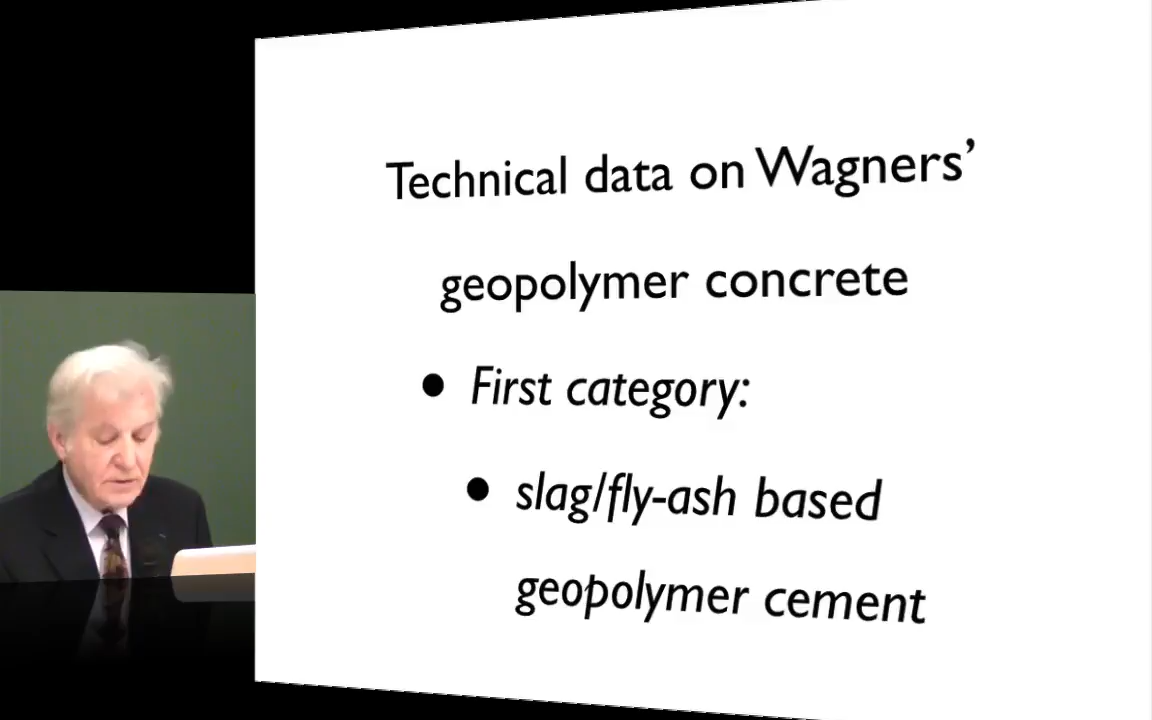 Technical data on Wagners’
geopolymer concrete
• First category:
• slag/fly-ash based
geopolymer cement